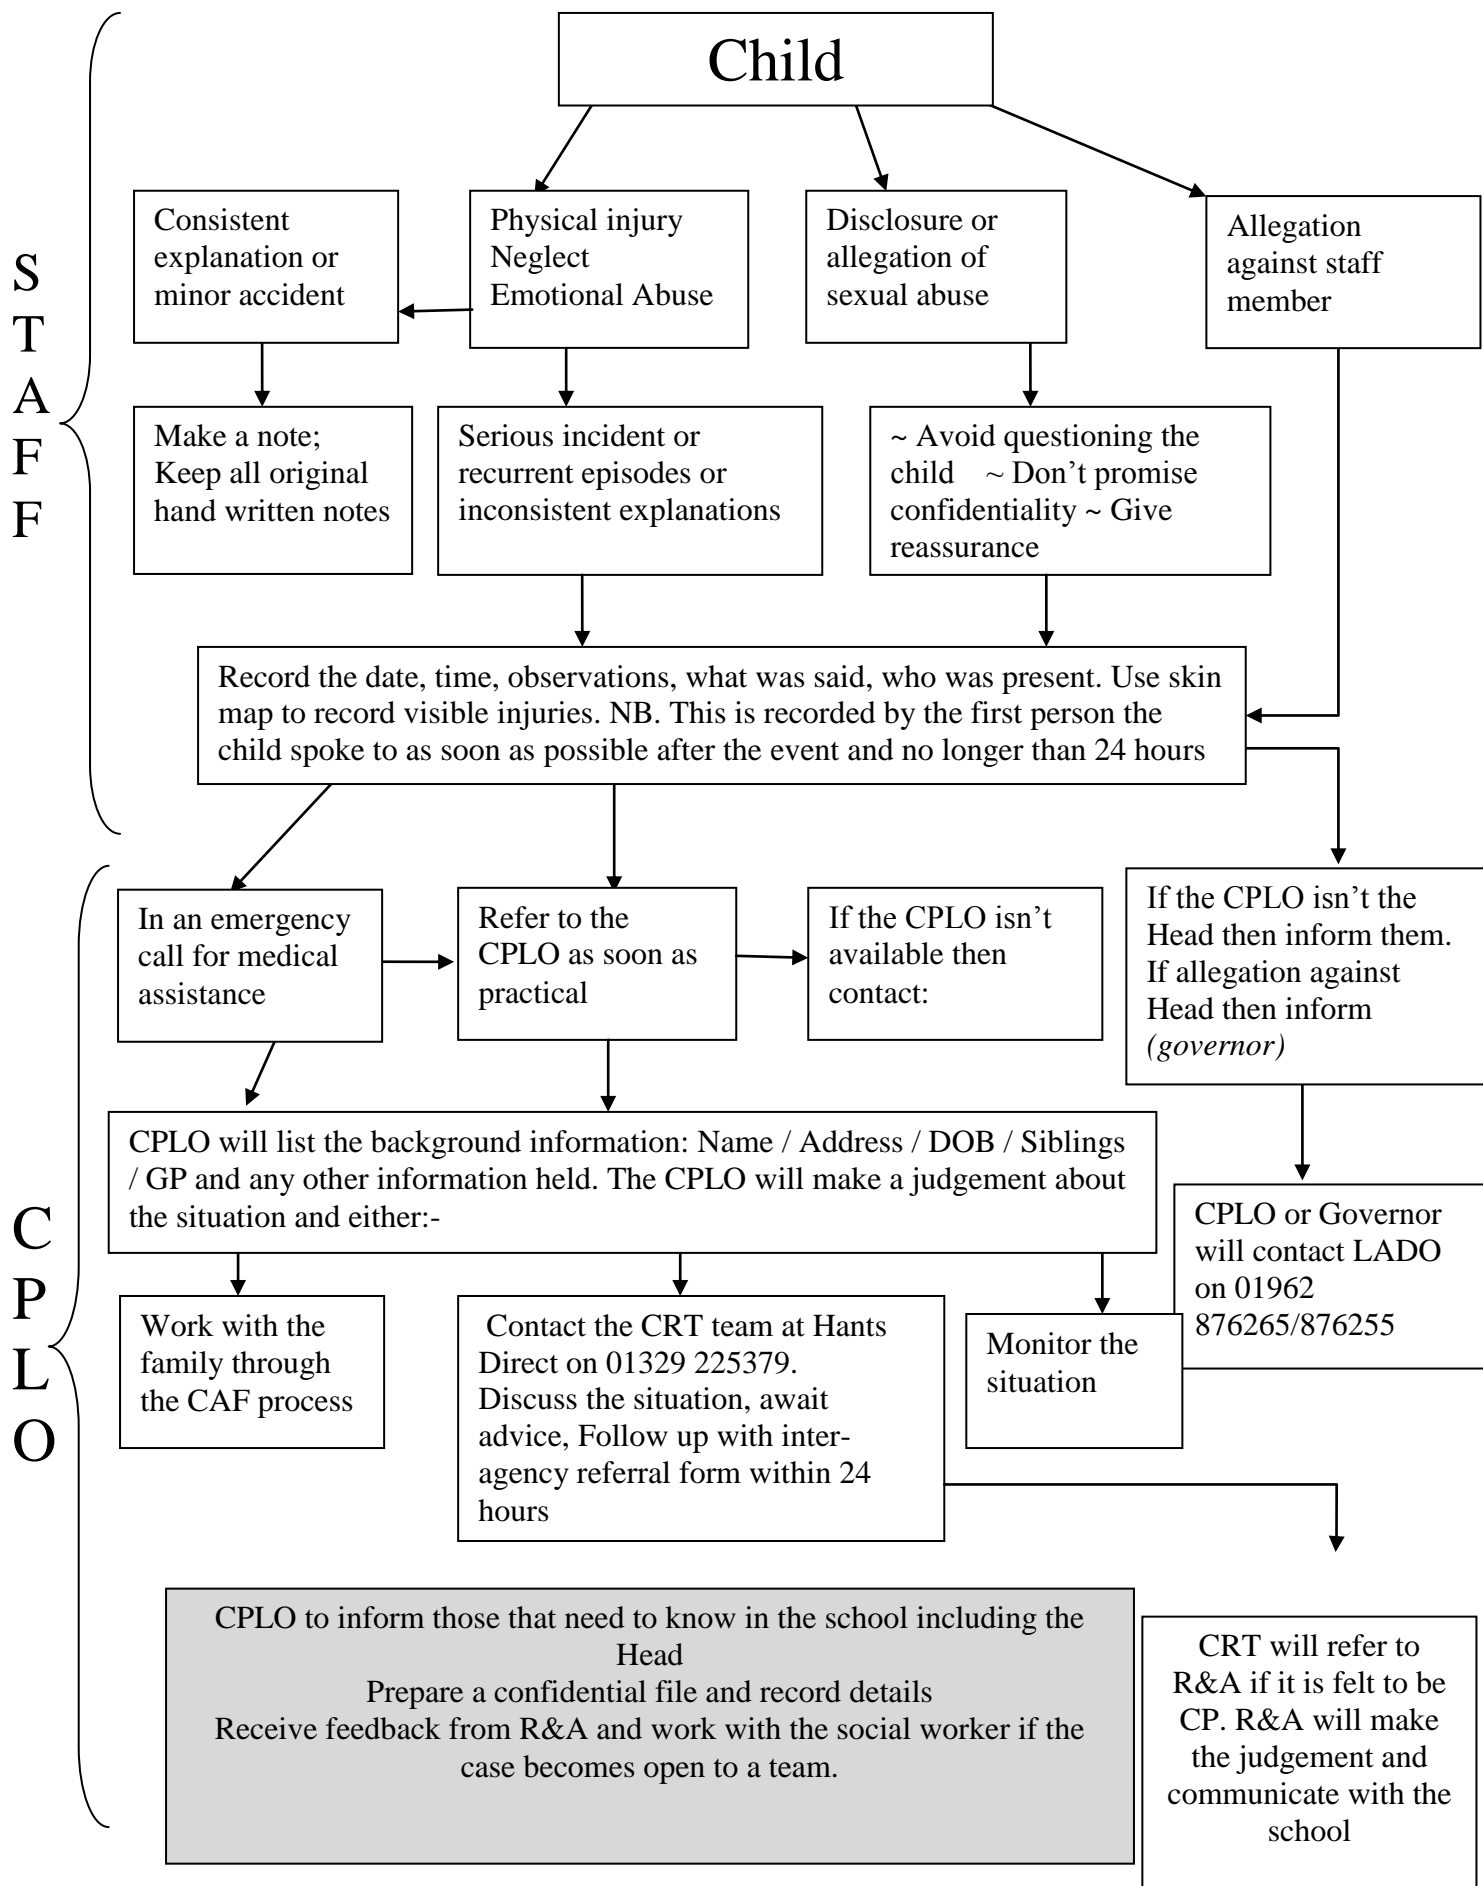 Child
S
T
A
F
F
Consistent
explanation or
minor accident
Physical injury
Neglect
Emotional Abuse
Disclosure or
allegation of
sexual abuse
Allegation
against staff
member
Make a note;
Keep all original
hand written notes
Serious incident or
recurrent episodes or
inconsistent explanations
~ Avoid questioning the
child ~ Don’t promise
confidentiality ~ Give
reassurance
Record the date, time, observations, what was said, who was present. Use skin
map to record visible injuries. NB. This is recorded by the first person the
child spoke to as soon as possible after the event and no longer than 24 hours
C
P
L
O
In an emergency
call for medical
assistance
Refer to the
CPLO as soon as
practical
If the CPLO isn’t
available then
contact:
If the CPLO isn’t the
Head then inform them.
If allegation against
Head then inform
(governor)
CPLO will list the background information: Name / Address / DOB / Siblings
/ GP and any other information held. The CPLO will make a judgement about
the situation and either:-
CPLO or Governor
will contact LADO
on 01962
876265/876255
Work with the
family through
the CAF process
Contact the CRT team at Hants
Direct on 01329 225379.
Discuss the situation, await
advice, Follow up with inter-
agency referral form within 24
hours
Monitor the
situation
CPLO to inform those that need to know in the school including the
Head
Prepare a confidential file and record details
Receive feedback from R&A and work with the social worker if the
case becomes open to a team.
CRT will refer to
R&A if it is felt to be
CP. R&A will make
the judgement and
communicate with the
school